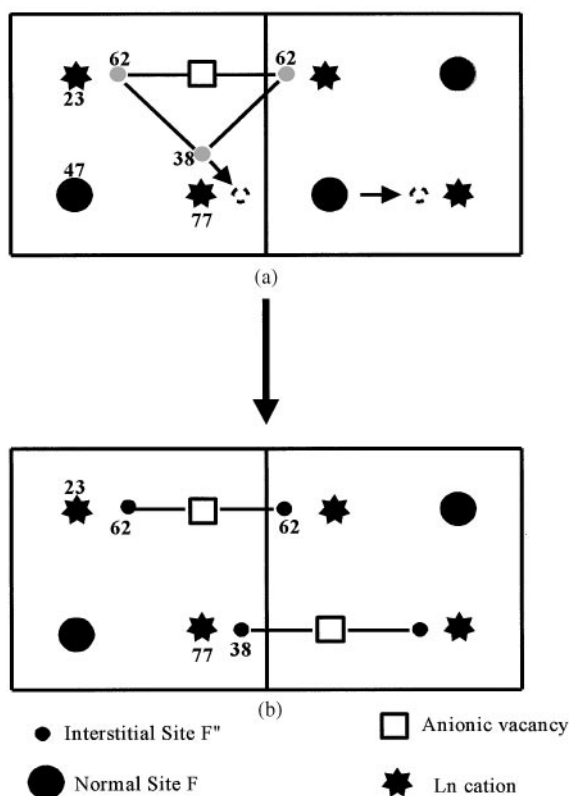 62 62
23
38
47
77
(a)
23
62 62
77 38
(b)
Interstitial Site F"
Anionic vacancy
Normal Site F
Ln cation